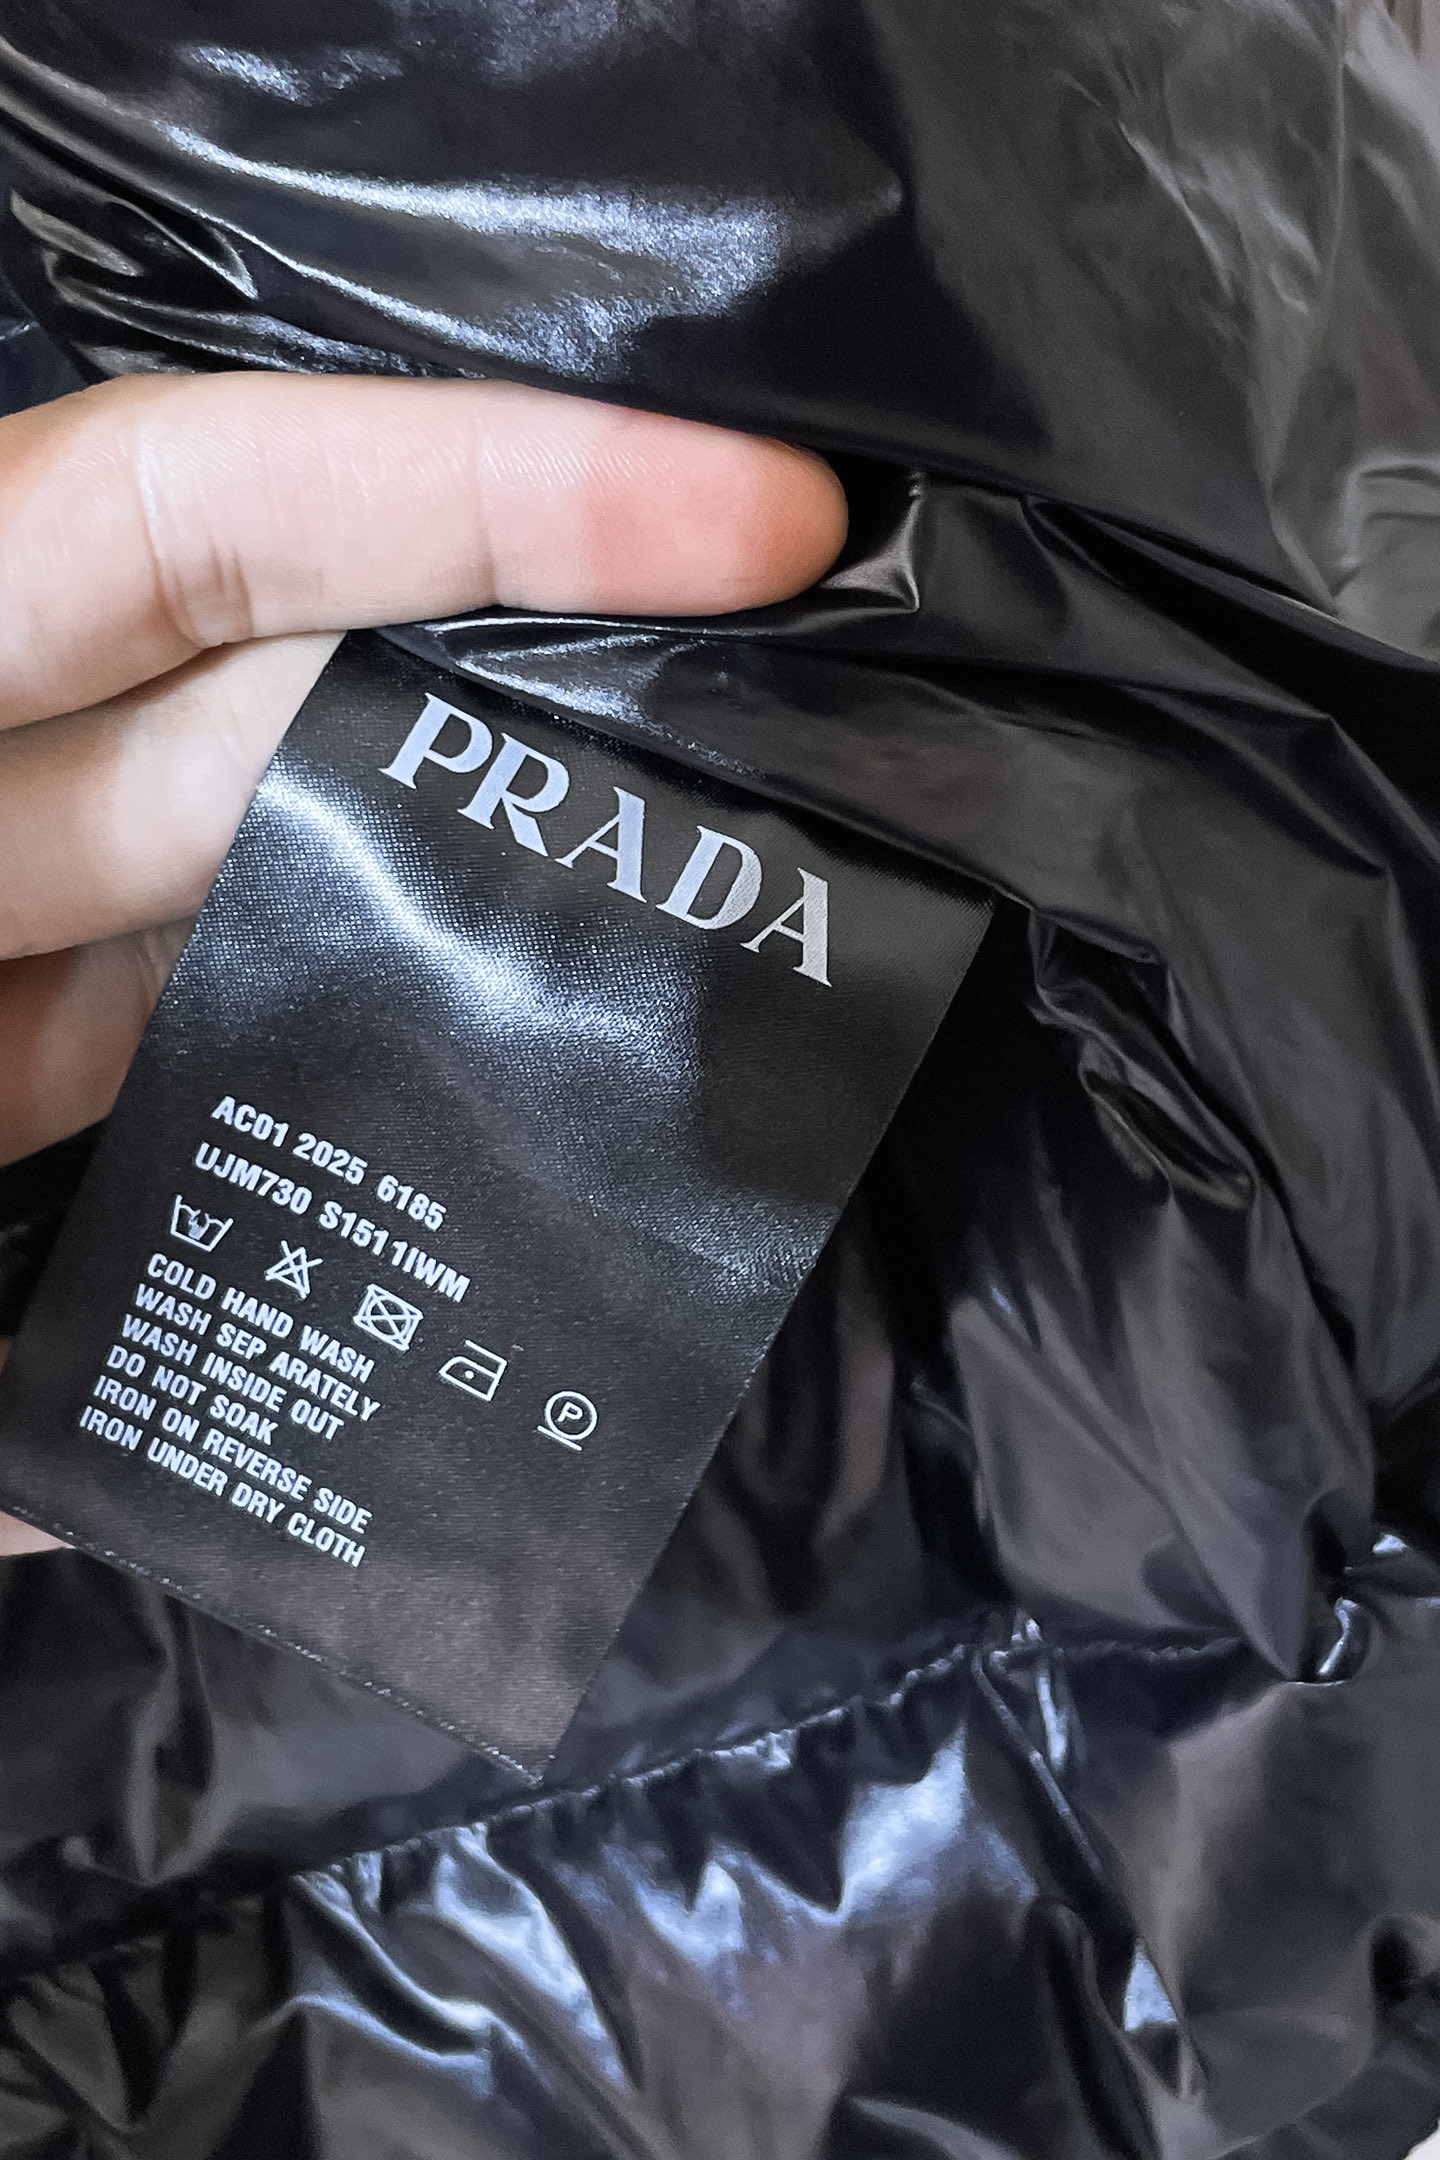 PRADA
AC01 2025 6185
UJM730 S1511IWM
COLD HAND WASH
WASH SEP ARATELY
WASH INSIDE OUT
DO NOT SOAK
IRON ON REVERSE SIDE
IRON UNDER DRY CLOTH
P